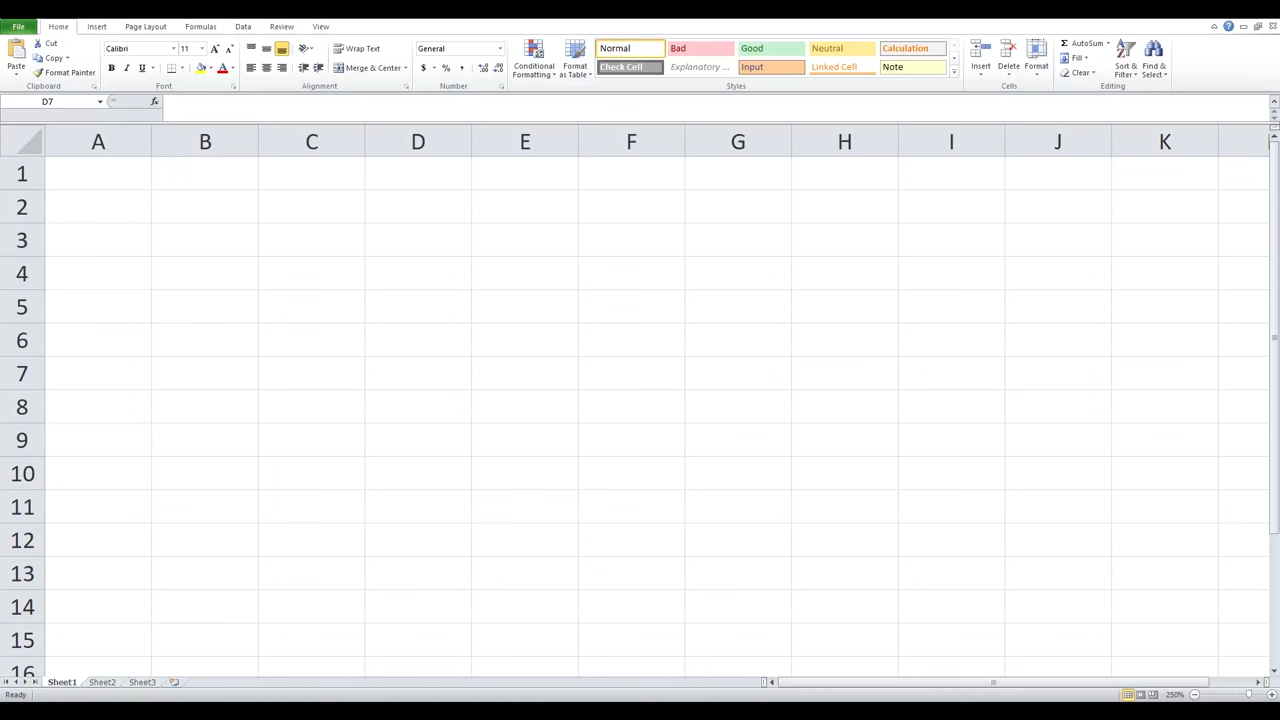 File Home Insert Page Layout Formulas Data Review View
Paste Cut Copy Format Painter
Calibri 11 B U
Wrap Text Merge & Center
General $ % ,
Conditional Formatting Format as Table
Normal Bad Good Neutral Calculation
Check Cell Explanatory ... Input Linked Cell Note
Insert Delete Format
Σ AutoSum Fill Clear Sort & Filter Find & Select
Clipboard Font Alignment Number Styles Cells Editing
D7 fx
A B C D E F G H I J K
1
2
3
4
5
6
7
8
9
10
11
12
13
14
15
16
Sheet1 Sheet2 Sheet3
Ready 250%